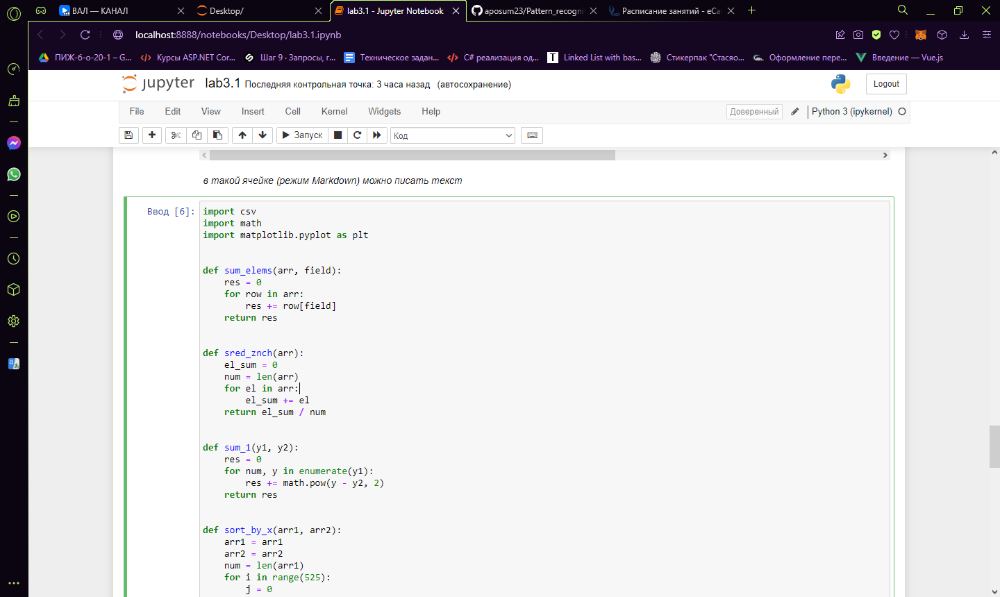 ВАЛ — КАНАЛ
Desktop/
lab3.1 - Jupyter Notebook
aposum23/Pattern_recogni
Расписание занятий - eCa
localhost:8888/notebooks/Desktop/lab3.1.ipynb
ПИЖ-6-о-20-1 – G...
Курсы ASP.NET Cor...
Шаг 9 · Запросы, г...
Техническое задан...
C# реализация од...
Linked List with bas...
Стикерпак "Стасяо...
Оформление пере...
Введение — Vue.js
jupyter lab3.1 Последняя контрольная точка: 3 часа назад (автосохранение)
Logout
File Edit View Insert Cell Kernel Widgets Help
Доверенный
Python 3 (ipykernel)
Запуск
Код
в такой ячейке (режим Markdown) можно писать текст
Ввод [6]:
import csv
import math
import matplotlib.pyplot as plt
def sum_elems(arr, field):
    res = 0
    for row in arr:
        res += row[field]
    return res
def sred_znch(arr):
    el_sum = 0
    num = len(arr)
    for el in arr:
        el_sum += el
    return el_sum / num
def sum_1(y1, y2):
    res = 0
    for num, y in enumerate(y1):
        res += math.pow(y - y2, 2)
    return res
def sort_by_x(arr1, arr2):
    arr1 = arr1
    arr2 = arr2
    num = len(arr1)
    for i in range(525):
        j = 0